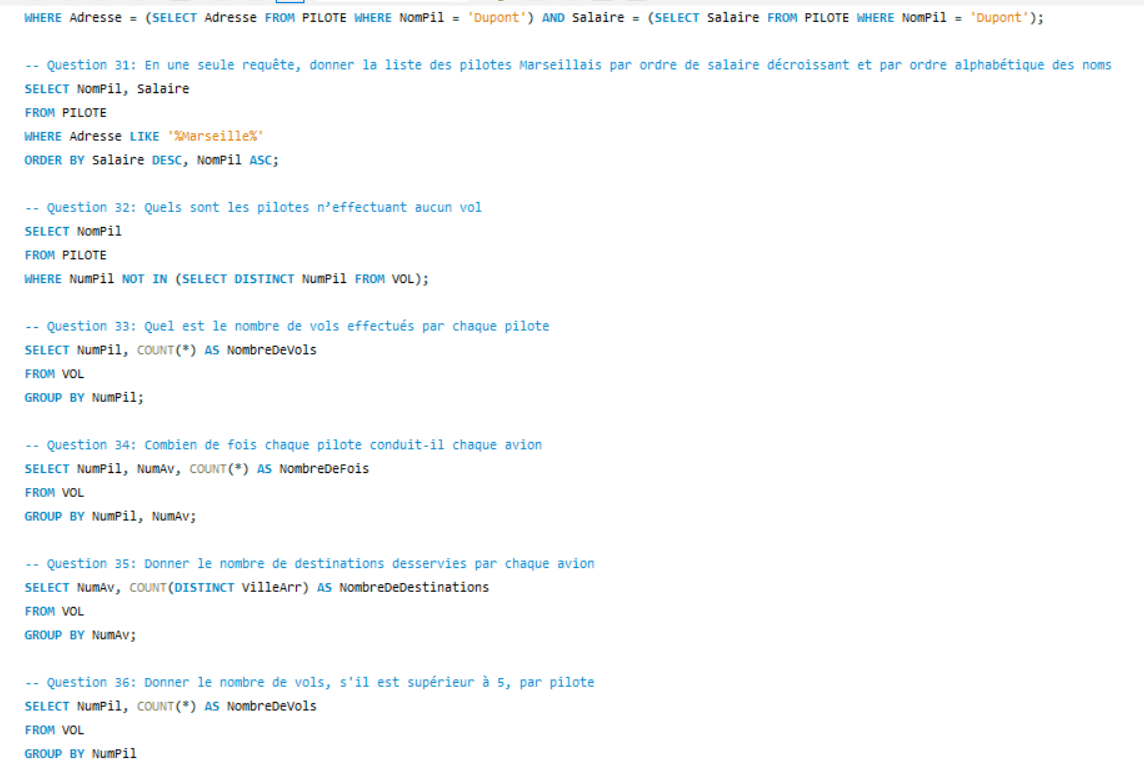 WHERE Adresse = (SELECT Adresse FROM PILOTE WHERE NomPil = 'Dupont') AND Salaire = (SELECT Salaire FROM PILOTE WHERE NomPil = 'Dupont');
-- Question 31: En une seule requête, donner la liste des pilotes Marseillais par ordre de salaire décroissant et par ordre alphabétique des noms
SELECT NomPil, Salaire
FROM PILOTE
WHERE Adresse LIKE '%Marseille%'
ORDER BY Salaire DESC, NomPil ASC;
-- Question 32: Quels sont les pilotes n’effectuant aucun vol
SELECT NomPil
FROM PILOTE
WHERE NumPil NOT IN (SELECT DISTINCT NumPil FROM VOL);
-- Question 33: Quel est le nombre de vols effectués par chaque pilote
SELECT NumPil, COUNT(*) AS NombreDeVols
FROM VOL
GROUP BY NumPil;
-- Question 34: Combien de fois chaque pilote conduit-il chaque avion
SELECT NumPil, NumAv, COUNT(*) AS NombreDeFois
FROM VOL
GROUP BY NumPil, NumAv;
-- Question 35: Donner le nombre de destinations desservies par chaque avion
SELECT NumAv, COUNT(DISTINCT VilleArr) AS NombreDeDestinations
FROM VOL
GROUP BY NumAv;
-- Question 36: Donner le nombre de vols, s'il est supérieur à 5, par pilote
SELECT NumPil, COUNT(*) AS NombreDeVols
FROM VOL
GROUP BY NumPil